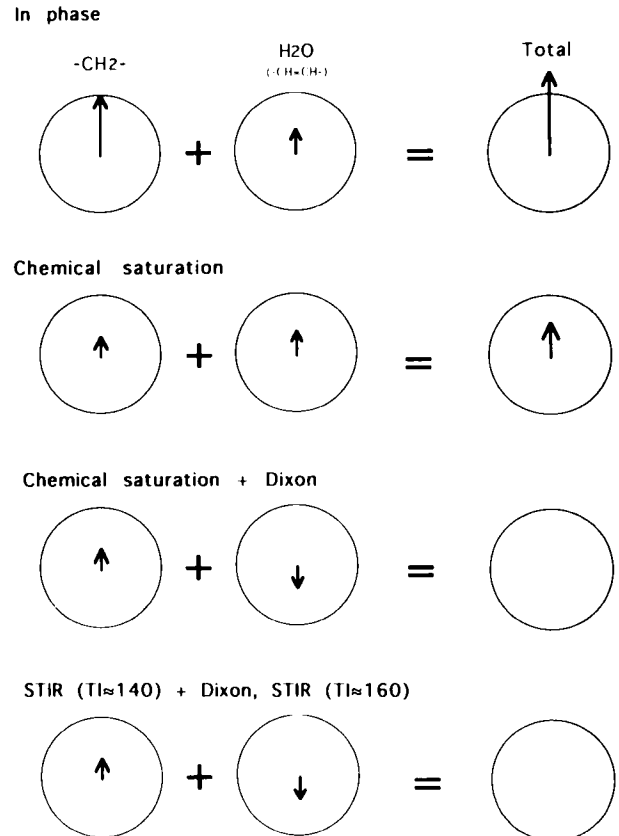 In phase
-CH2- H2O Total
(-CH=CH-)
+ =
Chemical saturation
+ =
Chemical saturation + Dixon
+ =
STIR (TI≈140) + Dixon, STIR (TI≈160)
+ =